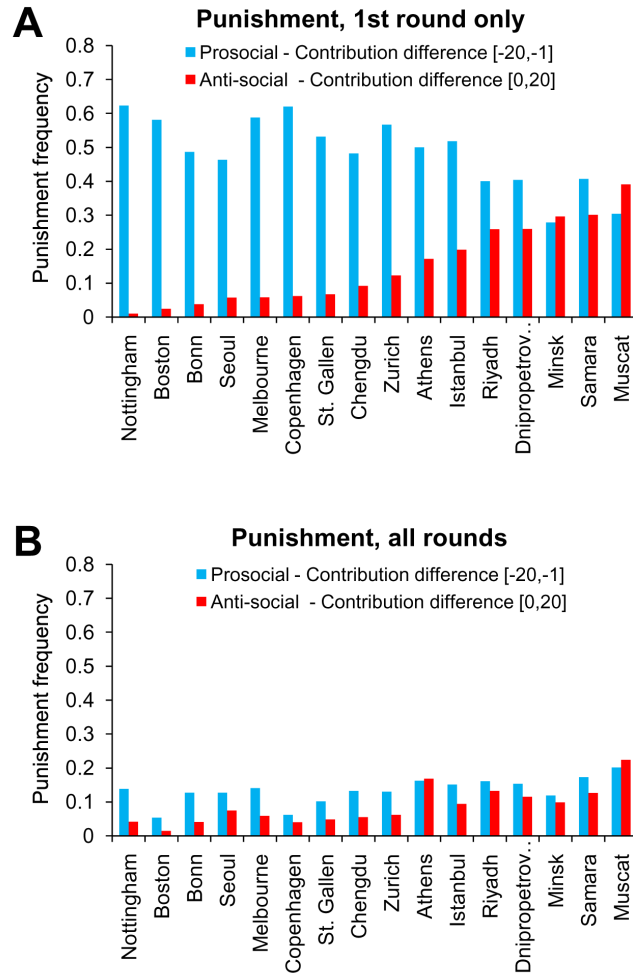 A
Punishment, 1st round only
Prosocial - Contribution difference [-20,-1]
Anti-social - Contribution difference [0,20]
Punishment frequency
0.8
0.7
0.6
0.5
0.4
0.3
0.2
0.1
0
Nottingham
Boston
Bonn
Seoul
Melbourne
Copenhagen
St. Gallen
Chengdu
Zurich
Athens
Istanbul
Riyadh
Dnipropetrov..
Minsk
Samara
Muscat
B
Punishment, all rounds
Prosocial - Contribution difference [-20,-1]
Anti-social - Contribution difference [0,20]
Punishment frequency
0.8
0.7
0.6
0.5
0.4
0.3
0.2
0.1
0
Nottingham
Boston
Bonn
Seoul
Melbourne
Copenhagen
St. Gallen
Chengdu
Zurich
Athens
Istanbul
Riyadh
Dnipropetrov..
Minsk
Samara
Muscat